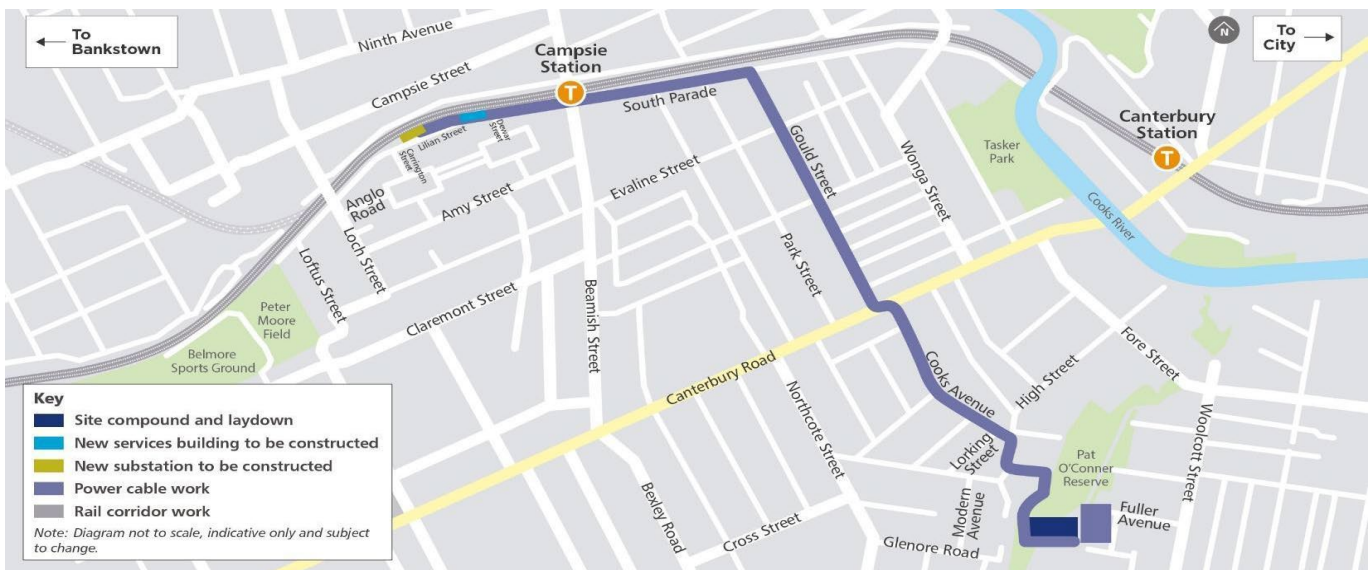 To
Bankstown
Ninth Avenue
Campsie
Station
T
N
To
City
Campsie Street
South Parade
Canterbury
Station
T
Dewar
Street
Lilian Street
Carrington
Street
Gould Street
Wonga Street
Tasker
Park
Evaline Street
Anglo
Road
Amy Street
Cooks River
Loch Street
Loftus Street
Park Street
Peter
Moore
Field
Claremont Street
Beamish Street
Belmore
Sports Ground
Fore Street
Canterbury Road
Cooks Avenue
High Street
Northcote Street
Woolcott Street
Lorking
Street
Pat
O'Conner
Reserve
Modern
Avenue
Fuller
Avenue
Bexley Road
Cross Street
Glenore Road
Key
Site compound and laydown
New services building to be constructed
New substation to be constructed
Power cable work
Rail corridor work
Note: Diagram not to scale, indicative only and subject
to change.